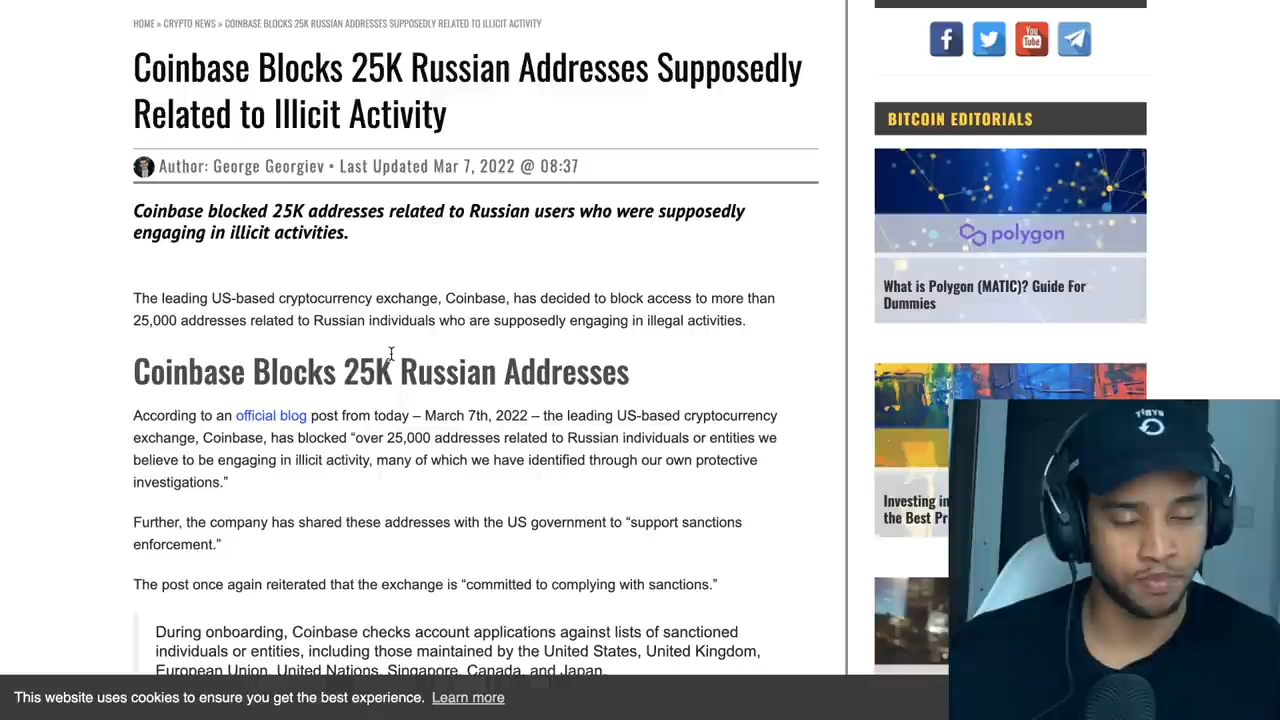 HOME » CRYPTO NEWS » COINBASE BLOCKS 25K RUSSIAN ADDRESSES SUPPOSEDLY RELATED TO ILLICIT ACTIVITY
Coinbase Blocks 25K Russian Addresses Supposedly
Related to Illicit Activity
Author: George Georgiev • Last Updated Mar 7, 2022 @ 08:37
Coinbase blocked 25K addresses related to Russian users who were supposedly
engaging in illicit activities.
The leading US-based cryptocurrency exchange, Coinbase, has decided to block access to more than
25,000 addresses related to Russian individuals who are supposedly engaging in illegal activities.
Coinbase Blocks 25K Russian Addresses
According to an official blog post from today – March 7th, 2022 – the leading US-based cryptocurrency
exchange, Coinbase, has blocked “over 25,000 addresses related to Russian individuals or entities we
believe to be engaging in illicit activity, many of which we have identified through our own protective
investigations.”
Further, the company has shared these addresses with the US government to “support sanctions
enforcement.”
The post once again reiterated that the exchange is “committed to complying with sanctions.”
During onboarding, Coinbase checks account applications against lists of sanctioned
individuals or entities, including those maintained by the United States, United Kingdom,
European Union, United Nations, Singapore, Canada, and Japan.
This website uses cookies to ensure you get the best experience. Learn more
You
Tube
BITCOIN EDITORIALS
polygon
What is Polygon (MATIC)? Guide For
Dummies
Investing in
the Best Pr